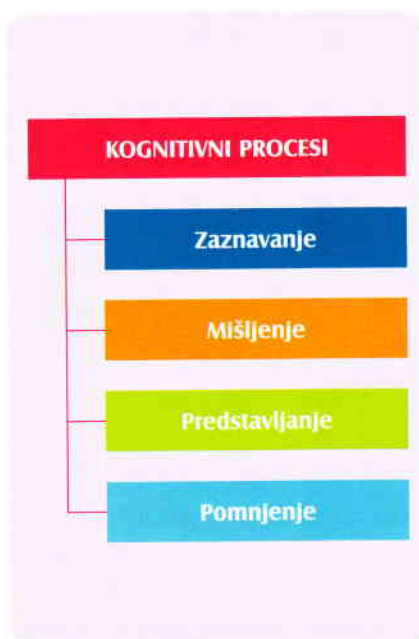 KOGNITIVNI PROCESI
Zaznavanje
Mišljenje
Predstavljanje
Pomnjenje